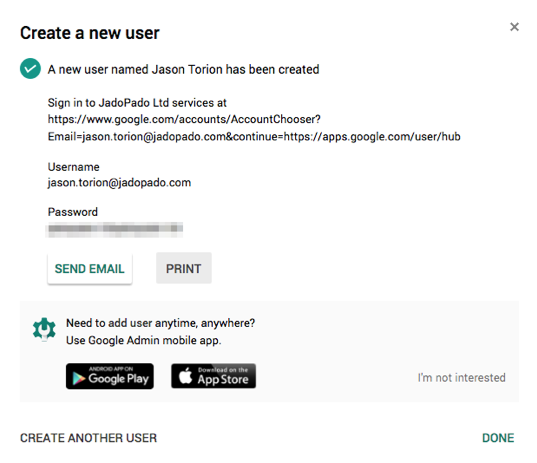 Create a new user
A new user named Jason Torion has been created
Sign in to JadoPado Ltd services at
https://www.google.com/accounts/AccountChooser?
Email=jason.torion@jadopado.com&continue=https://apps.google.com/user/hub
Username
jason.torion@jadopado.com
Password
SEND EMAIL
PRINT
Need to add user anytime, anywhere?
Use Google Admin mobile app.
ANDROID APP ON
Google Play
Download on the
App Store
I'm not interested
CREATE ANOTHER USER
DONE